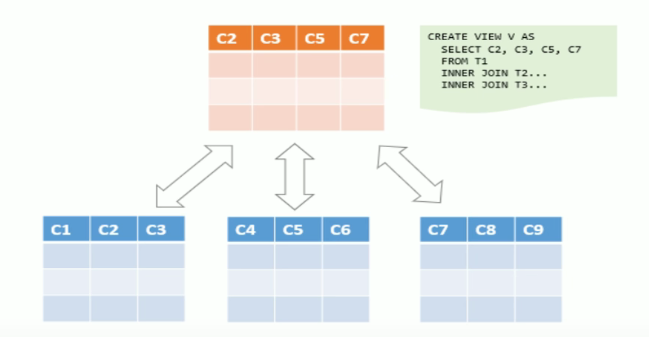 C2 C3 C5 C7
CREATE VIEW V AS
SELECT C2, C3, C5, C7
FROM T1
INNER JOIN T2...
INNER JOIN T3...
C1 C2 C3
C4 C5 C6
C7 C8 C9